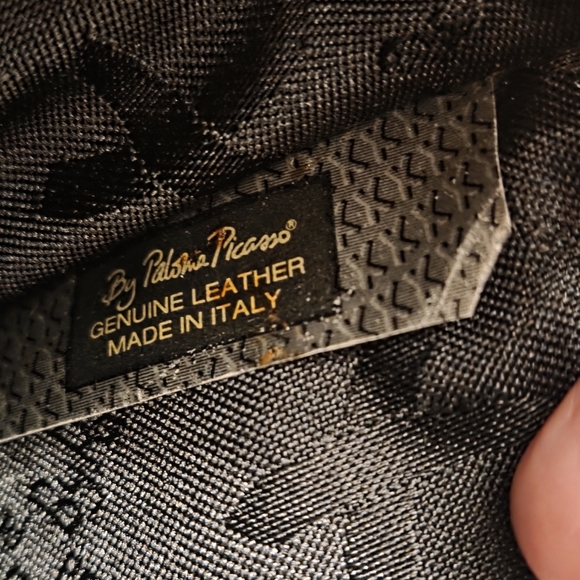 By Paloma Picasso®
GENUINE LEATHER
MADE IN ITALY